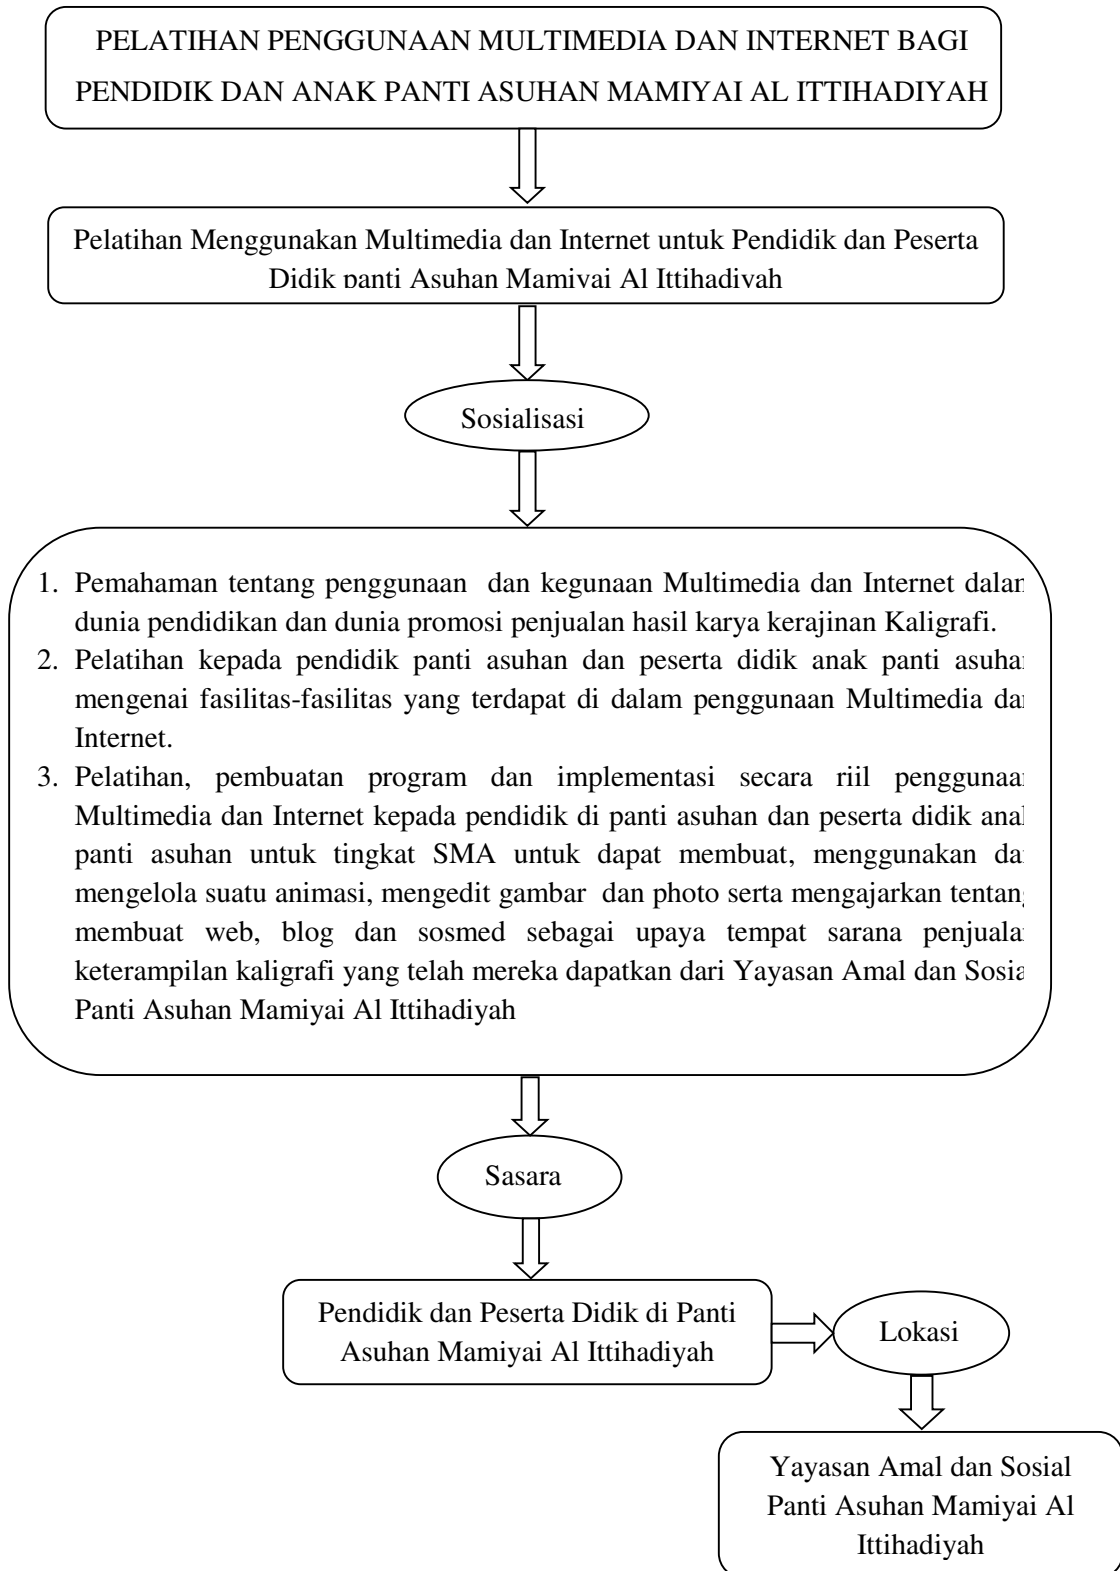 PELATIHAN PENGGUNAAN MULTIMEDIA DAN INTERNET BAGI
PENDIDIK DAN ANAK PANTI ASUHAN MAMIYAI AL ITTIHADIYAH
Pelatihan Menggunakan Multimedia dan Internet untuk Pendidik dan Peserta
Didik panti Asuhan Mamiyai Al Ittihadiyah
Sosialisasi
1. Pemahaman tentang penggunaan dan kegunaan Multimedia dan Internet dalam
dunia pendidikan dan dunia promosi penjualan hasil karya kerajinan Kaligrafi.
2. Pelatihan kepada pendidik panti asuhan dan peserta didik anak panti asuhan
mengenai fasilitas-fasilitas yang terdapat di dalam penggunaan Multimedia dan
Internet.
3. Pelatihan, pembuatan program dan implementasi secara riil penggunaan
Multimedia dan Internet kepada pendidik di panti asuhan dan peserta didik anak
panti asuhan untuk tingkat SMA untuk dapat membuat, menggunakan dan
mengelola suatu animasi, mengedit gambar dan photo serta mengajarkan tentang
membuat web, blog dan sosmed sebagai upaya tempat sarana penjualan
keterampilan kaligrafi yang telah mereka dapatkan dari Yayasan Amal dan Sosia
Panti Asuhan Mamiyai Al Ittihadiyah
Sasara
Pendidik dan Peserta Didik di Panti
Asuhan Mamiyai Al Ittihadiyah
Lokasi
Yayasan Amal dan Sosial
Panti Asuhan Mamiyai Al
Ittihadiyah